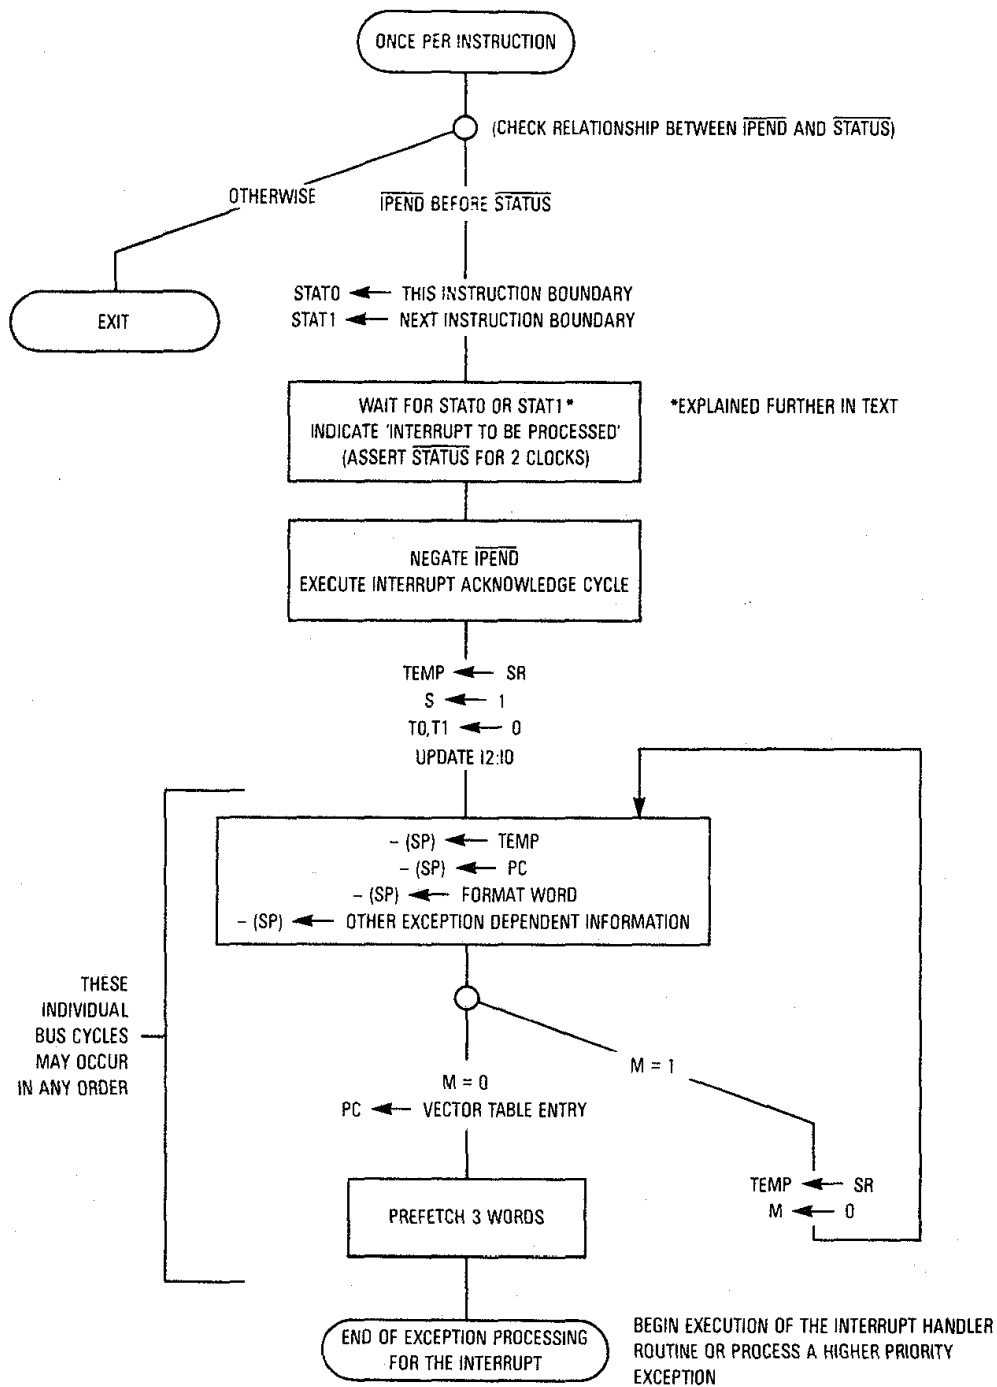 ONCE PER INSTRUCTION
(CHECK RELATIONSHIP BETWEEN IPEND AND STATUS)
OTHERWISE
IPEND BEFORE STATUS
STAT0 ← THIS INSTRUCTION BOUNDARY
STAT1 ← NEXT INSTRUCTION BOUNDARY
EXIT
WAIT FOR STAT0 OR STAT1*
INDICATE 'INTERRUPT TO BE PROCESSED'
(ASSERT STATUS FOR 2 CLOCKS)
*EXPLAINED FURTHER IN TEXT
NEGATE IPEND
EXECUTE INTERRUPT ACKNOWLEDGE CYCLE
TEMP ← SR
S ← 1
T0,T1 ← 0
UPDATE I2:I0
– (SP) ← TEMP
– (SP) ← PC
– (SP) ← FORMAT WORD
– (SP) ← OTHER EXCEPTION DEPENDENT INFORMATION
THESE
INDIVIDUAL
BUS CYCLES
MAY OCCUR
IN ANY ORDER
M = 1
M = 0
PC ← VECTOR TABLE ENTRY
TEMP ← SR
M ← 0
PREFETCH 3 WORDS
END OF EXCEPTION PROCESSING
FOR THE INTERRUPT
BEGIN EXECUTION OF THE INTERRUPT HANDLER
ROUTINE OR PROCESS A HIGHER PRIORITY
EXCEPTION